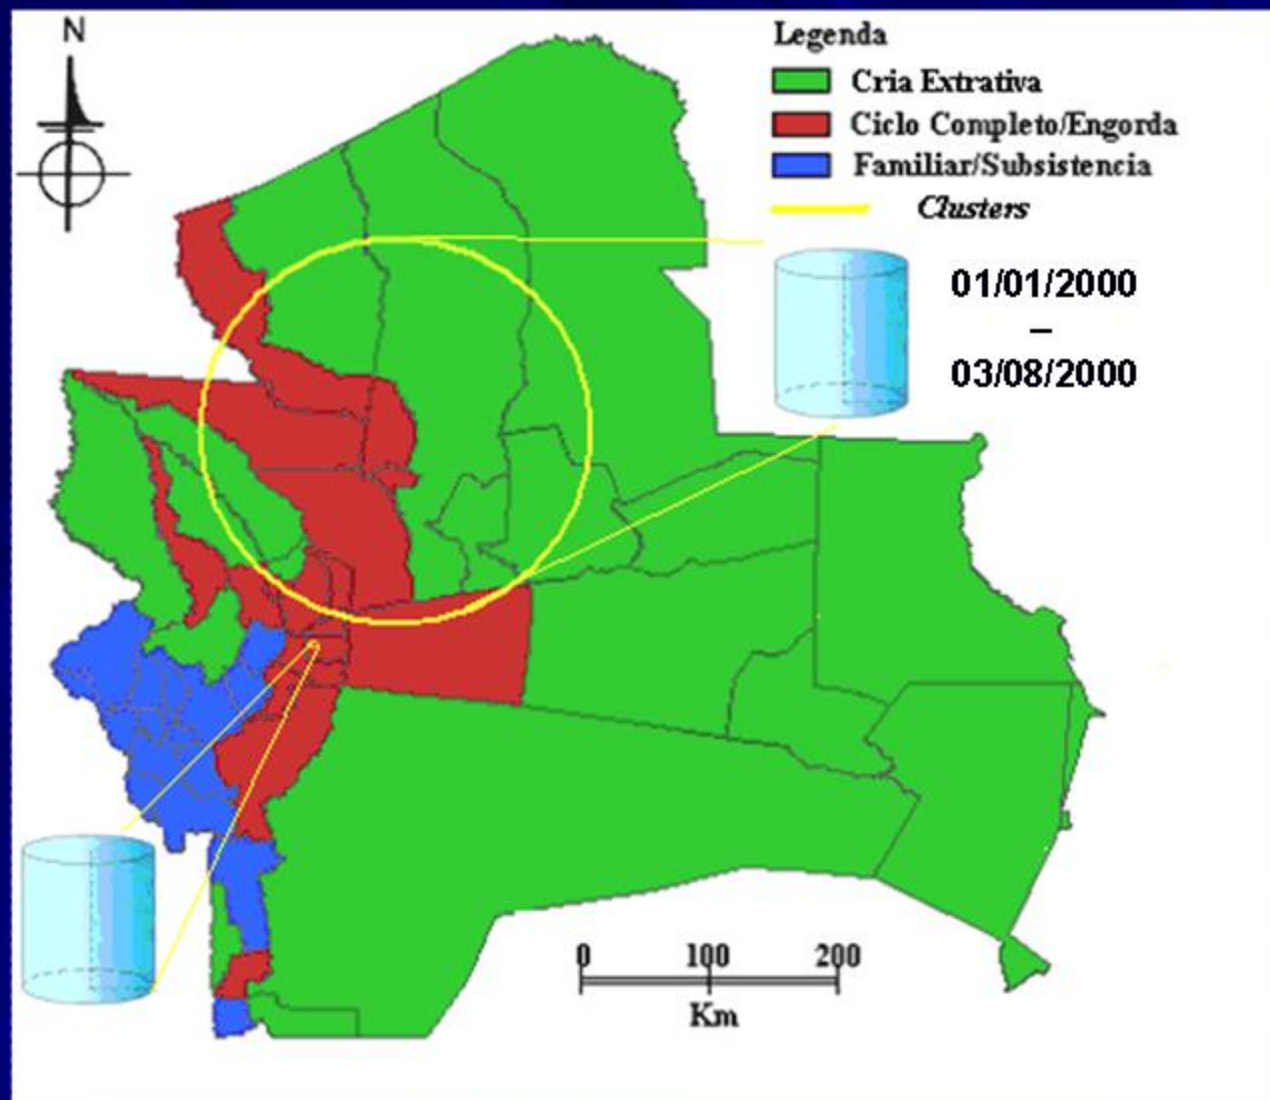 N
Legenda
Cria Extrativa
Ciclo Completo/Engorda
Familiar/Subsistencia
Clusters
01/01/2000
–
03/08/2000
0 100 200
Km